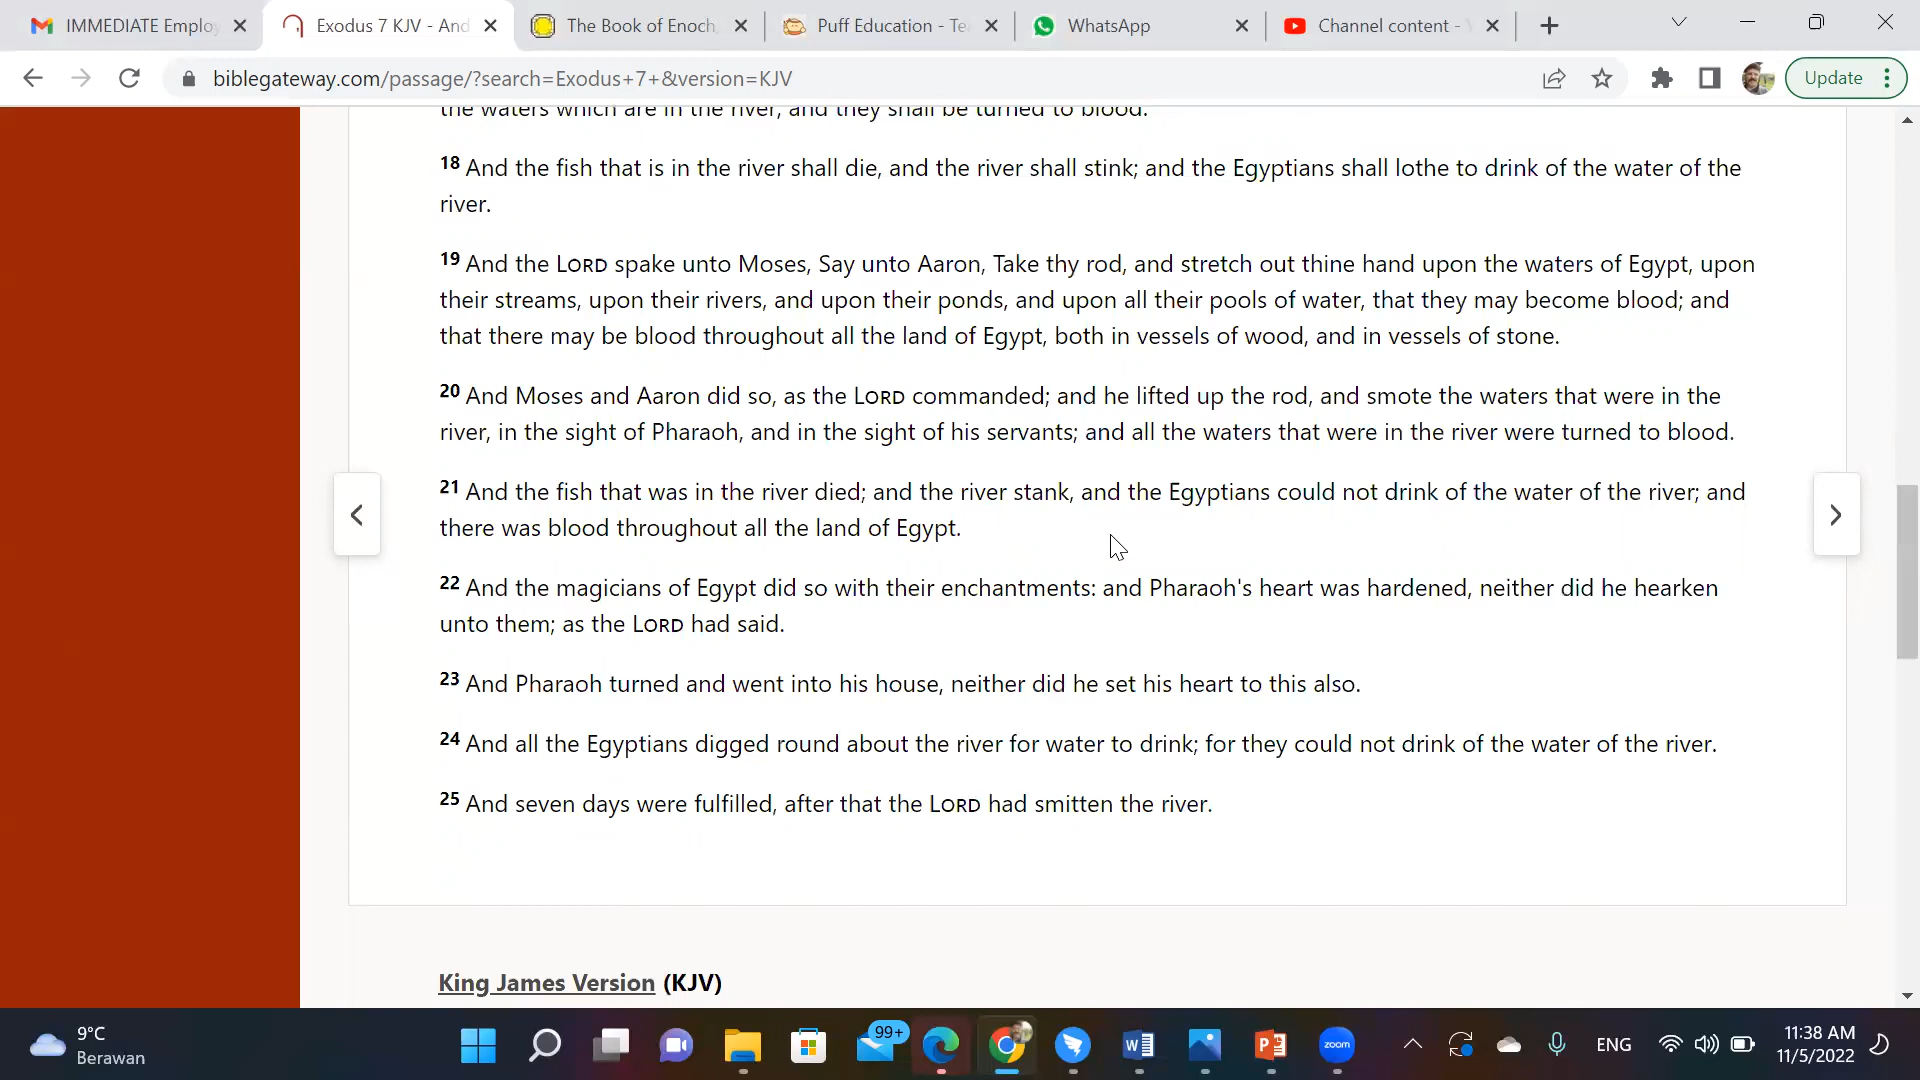 IMMEDIATE Emplo
Exodus 7 KJV - And
The Book of Enoch,
Puff Education - Te
WhatsApp
Channel content - Y
biblegateway.com/passage/?search=Exodus+7+&version=KJV
Update
the waters which are in the river, and they shall be turned to blood.
18 And the fish that is in the river shall die, and the river shall stink; and the Egyptians shall lothe to drink of the water of the
river.
19 And the LORD spake unto Moses, Say unto Aaron, Take thy rod, and stretch out thine hand upon the waters of Egypt, upon
their streams, upon their rivers, and upon their ponds, and upon all their pools of water, that they may become blood; and
that there may be blood throughout all the land of Egypt, both in vessels of wood, and in vessels of stone.
20 And Moses and Aaron did so, as the LORD commanded; and he lifted up the rod, and smote the waters that were in the
river, in the sight of Pharaoh, and in the sight of his servants; and all the waters that were in the river were turned to blood.
21 And the fish that was in the river died; and the river stank, and the Egyptians could not drink of the water of the river; and
there was blood throughout all the land of Egypt.
22 And the magicians of Egypt did so with their enchantments: and Pharaoh's heart was hardened, neither did he hearken
unto them; as the LORD had said.
23 And Pharaoh turned and went into his house, neither did he set his heart to this also.
24 And all the Egyptians digged round about the river for water to drink; for they could not drink of the water of the river.
25 And seven days were fulfilled, after that the LORD had smitten the river.
King James Version (KJV)
9°C
Berawan
99+
zoom
ENG
11:38 AM
11/5/2022